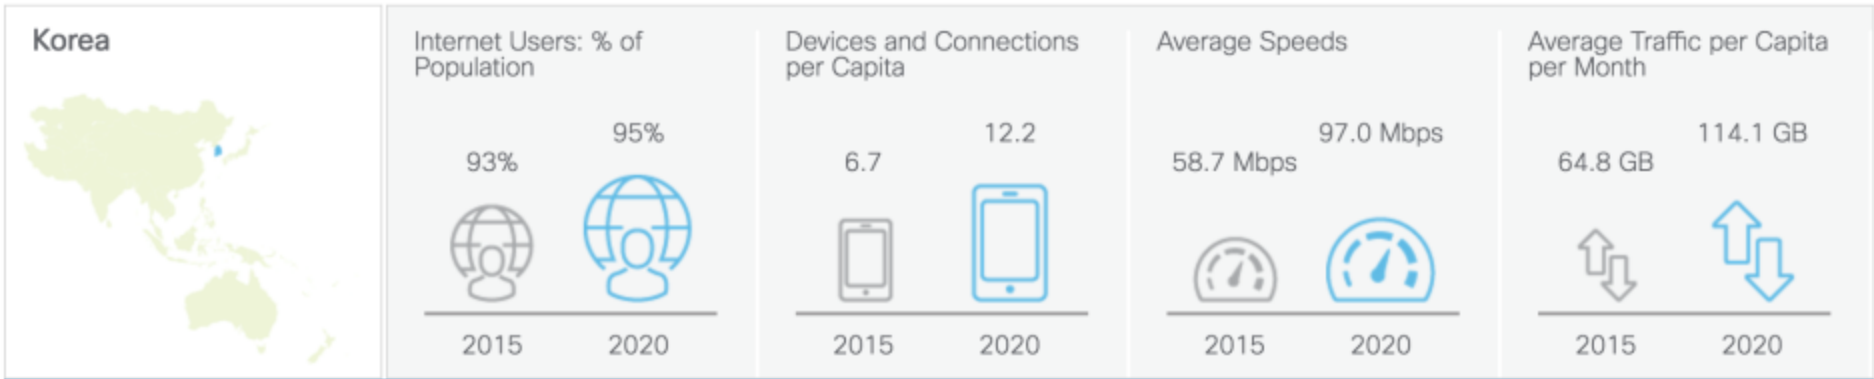 Korea
Internet Users: % of
Population
93%
95%
2015
2020
Devices and Connections
per Capita
6.7
12.2
2015
2020
Average Speeds
58.7 Mbps
97.0 Mbps
2015
2020
Average Traffic per Capita
per Month
64.8 GB
114.1 GB
2015
2020